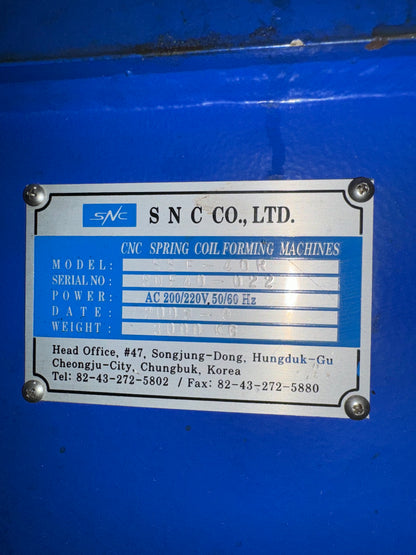 SNC
S N C CO., LTD.
CNC SPRING COIL FORMING MACHINES
MODEL:
SERIAL NO:
POWER: AC 200/220V, 50/60 Hz
DATE:
WEIGHT: KG
Head Office, #47, Songjung-Dong, Hungduk-Gu
Cheongju-City, Chungbuk, Korea
Tel: 82-43-272-5802 / Fax: 82-43-272-5880